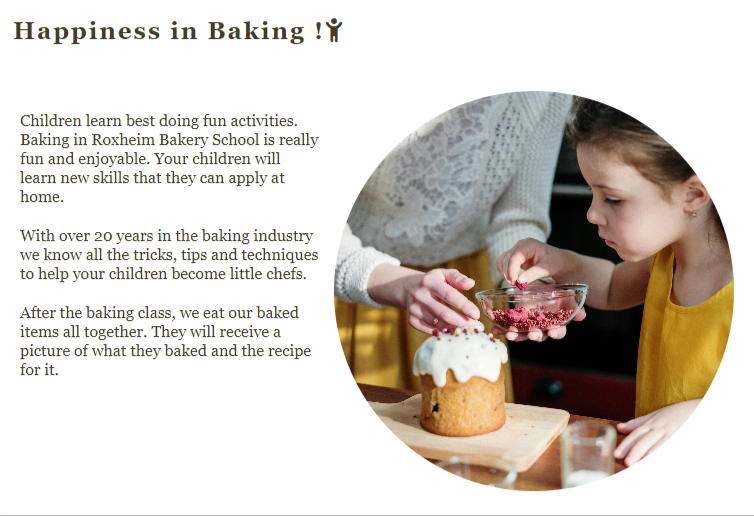 Happiness in Baking !
Children learn best doing fun activities.
Baking in Roxheim Bakery School is really
fun and enjoyable. Your children will
learn new skills that they can apply at
home.
With over 20 years in the baking industry
we know all the tricks, tips and techniques
to help your children become little chefs.
After the baking class, we eat our baked
items all together. They will receive a
picture of what they baked and the recipe
for it.